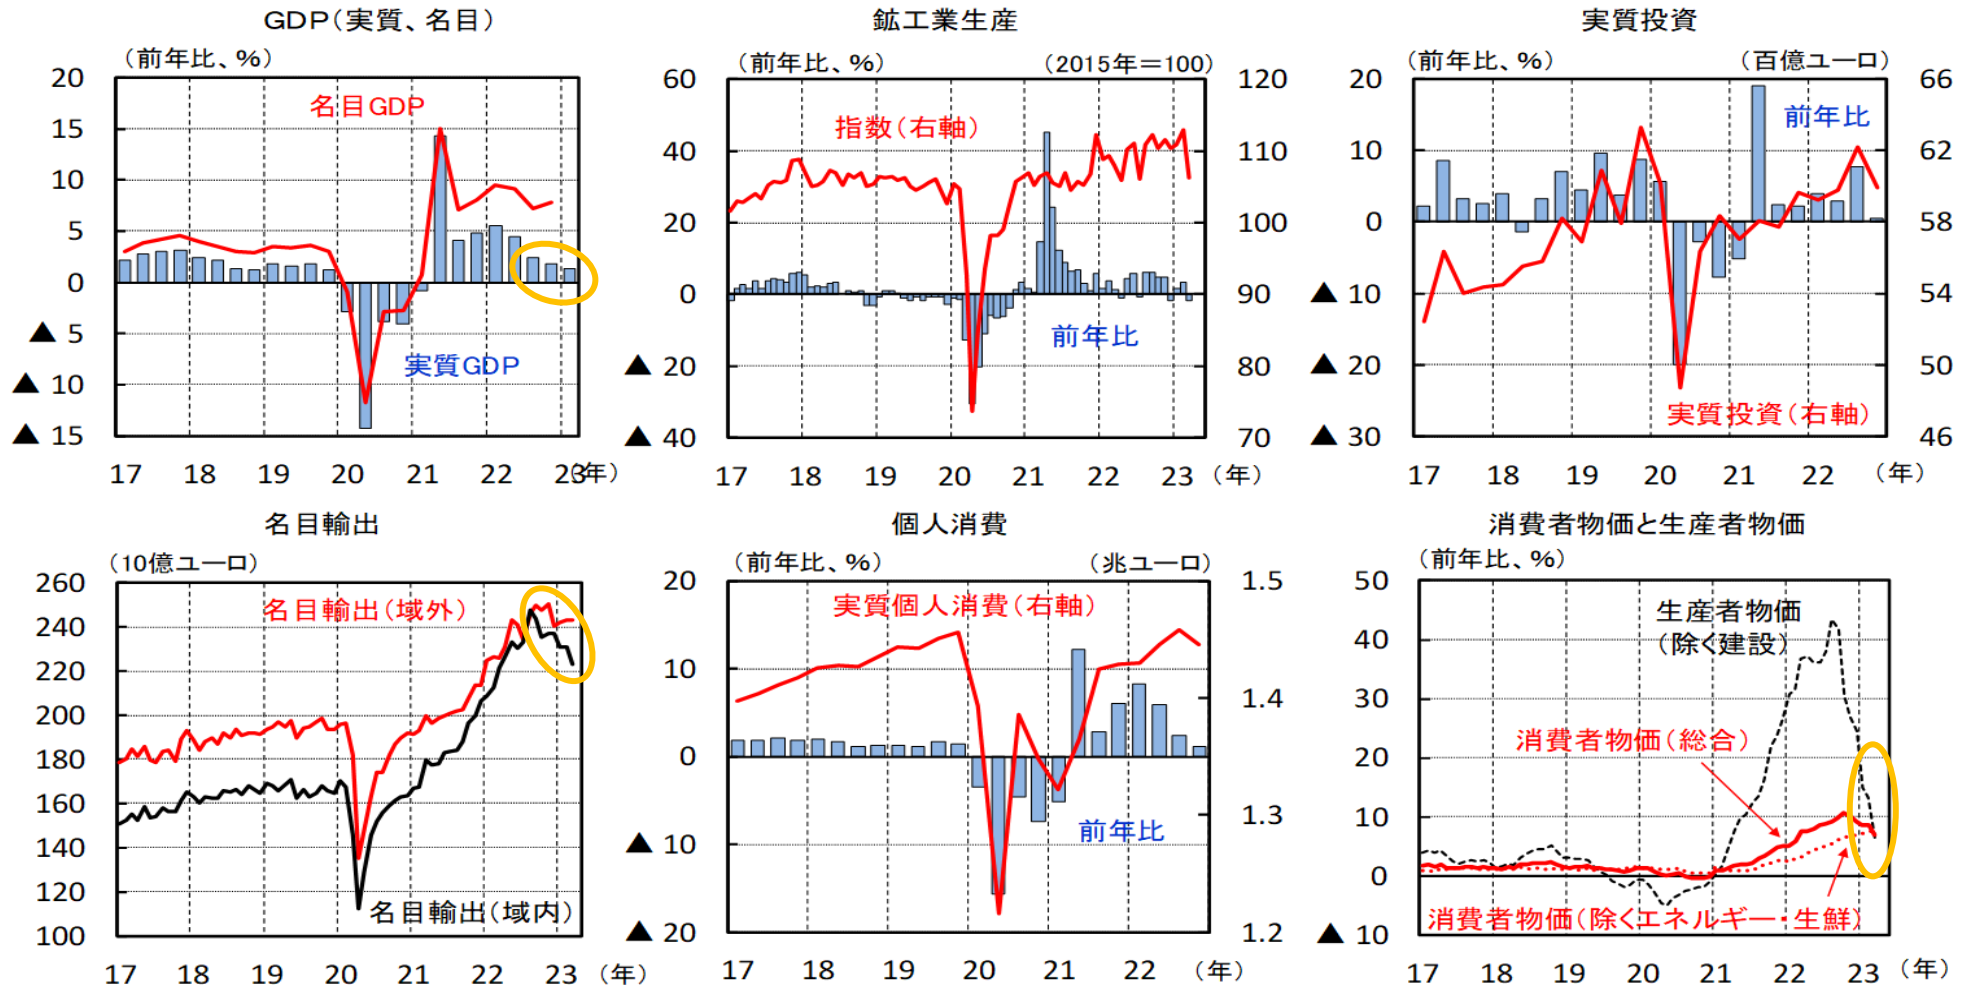 GDP(実質、名目)
(前年比、%)
20
15
10
5
0
▲ 5
▲ 10
▲ 15
名目GDP
実質GDP
17 18 19 20 21 22 23 (年)
鉱工業生産
(前年比、%) (2015年=100)
60 120
40 110
20 100
0 90
▲ 20 80
▲ 40 70
指数(右軸)
前年比
17 18 19 20 21 22 23 (年)
実質投資
(前年比、%) (百億ユーロ)
20 66
10 62
0 58
▲ 10 54
▲ 20 50
▲ 30 46
前年比
実質投資(右軸)
17 18 19 20 21 22 (年)
名目輸出
(10億ユーロ)
260
240
220
200
180
160
140
120
100
名目輸出(域外)
名目輸出(域内)
17 18 19 20 21 22 23 (年)
個人消費
(前年比、%) (兆ユーロ)
20 1.5
10 1.4
0 1.3
▲ 10
▲ 20 1.2
実質個人消費(右軸)
前年比
17 18 19 20 21 22 (年)
消費者物価と生産者物価
(前年比、%)
50
40
30
20
10
0
▲ 10
生産者物価
(除く建設)
消費者物価(総合)
消費者物価(除くエネルギー・生鮮)
17 18 19 20 21 22 23 (年)